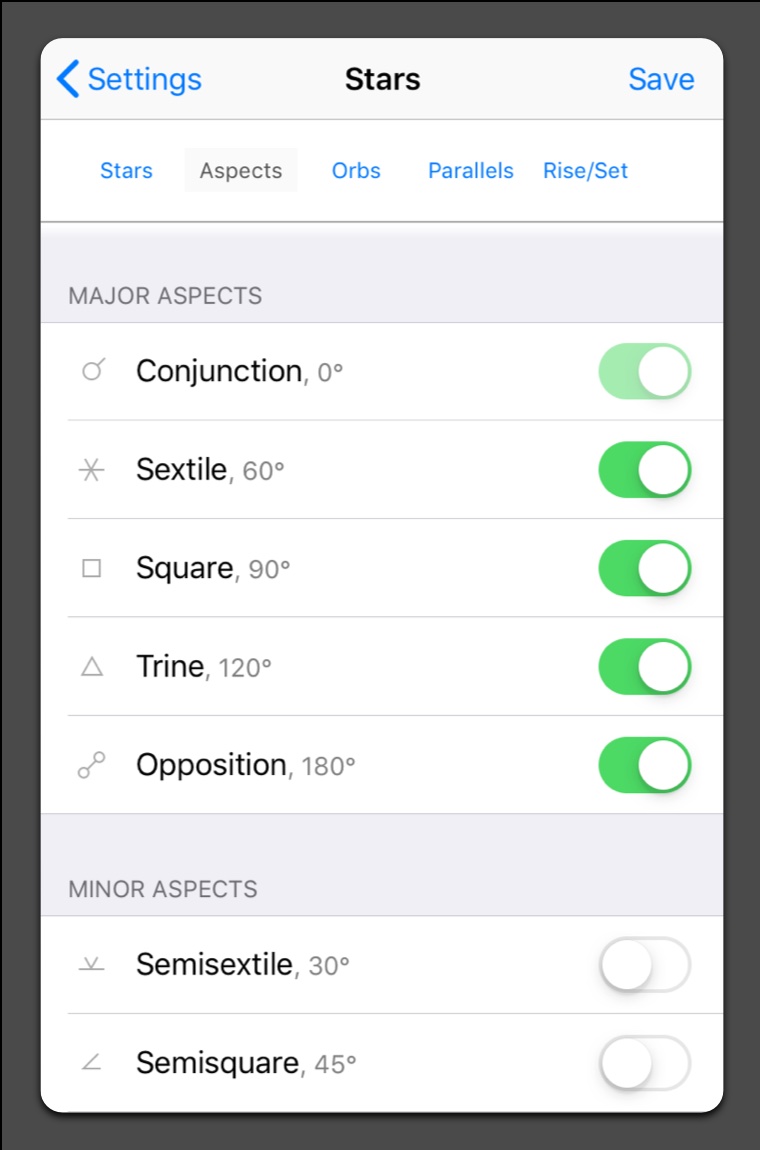 Settings Stars Save
Stars Aspects Orbs Parallels Rise/Set
MAJOR ASPECTS
Conjunction, 0°
Sextile, 60°
Square, 90°
Trine, 120°
Opposition, 180°
MINOR ASPECTS
Semisextile, 30°
Semisquare, 45°